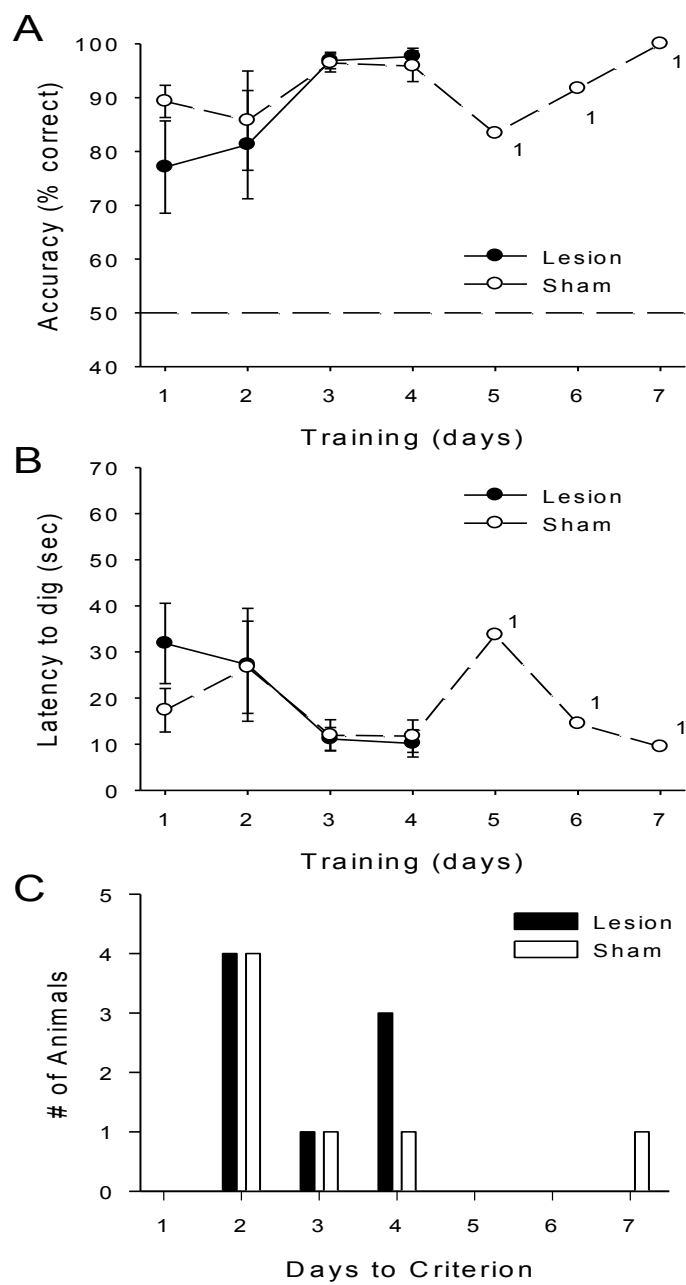 A
100
90
80
70
60
50
40
Accuracy (% correct)
Lesion
Sham
1
1
1
1 2 3 4 5 6 7
Training (days)
B
70
60
50
40
30
20
10
0
Latency to dig (sec)
Lesion
Sham
1
1
1
1 2 3 4 5 6 7
Training (days)
C
5
4
3
2
1
0
# of Animals
Lesion
Sham
1 2 3 4 5 6 7
Days to Criterion